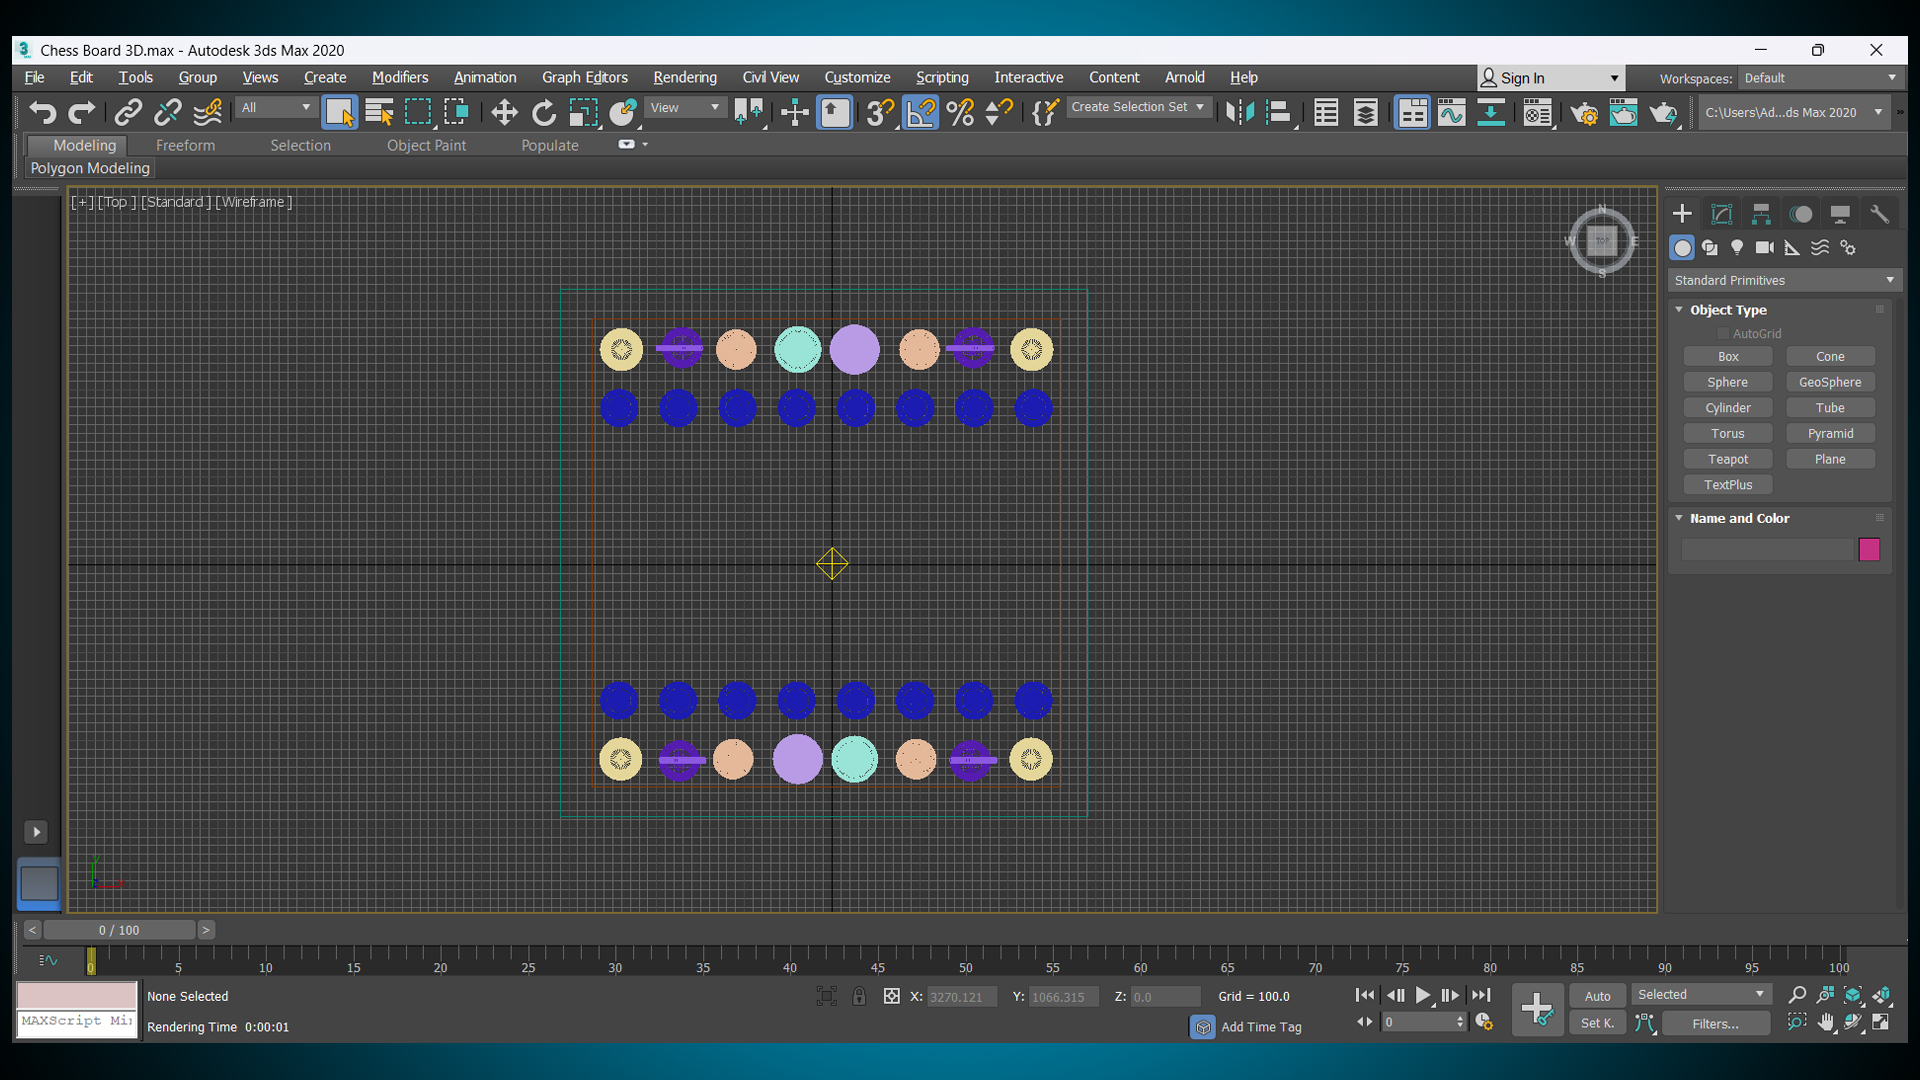 Chess Board 3D.max - Autodesk 3ds Max 2020
File Edit Tools Group Views Create Modifiers Animation Graph Editors Rendering Civil View Customize Scripting Interactive Content Arnold Help
Sign In
Workspaces: Default
All
View
Create Selection Set
C:\Users\Ad...ds Max 2020
Modeling Freeform Selection Object Paint Populate
Polygon Modeling
[+] [Top ] [Standard ] [Wireframe ]
N
W TOP E
S
Standard Primitives
Object Type
AutoGrid
Box Cone
Sphere GeoSphere
Cylinder Tube
Torus Pyramid
Teapot Plane
TextPlus
Name and Color
< 0 / 100 >
0 5 10 15 20 25 30 35 40 45 50 55 60 65 70 75 80 85 90 95 100
None Selected
X: 3270.121 Y: 1066.315 Z: 0.0 Grid = 100.0
Auto Selected
MAXScript Mi
Rendering Time 0:00:01
Add Time Tag
0
Set K. Filters...